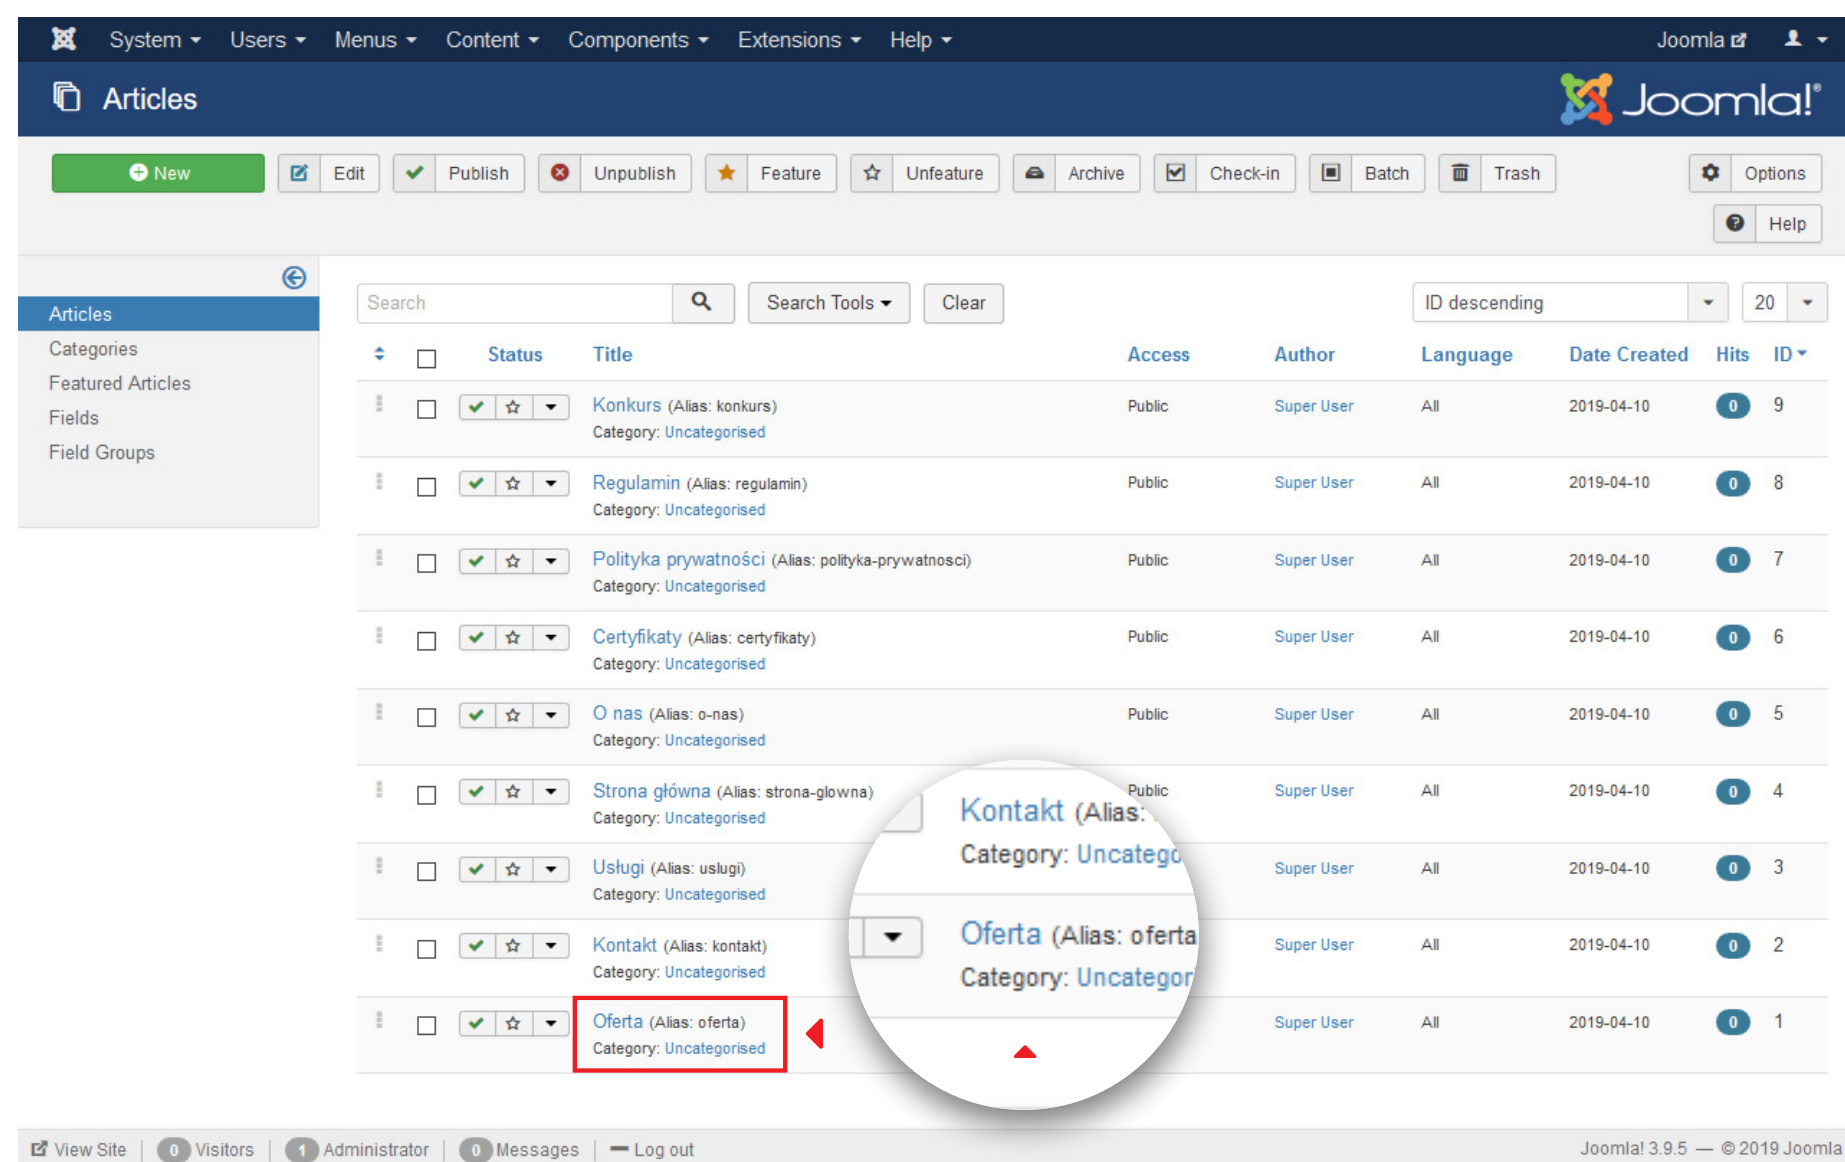 System Users Menus Content Components Extensions Help Joomla
Articles Joomla!®
New Edit Publish Unpublish Feature Unfeature Archive Check-in Batch Trash Options
Help
Search Search Tools Clear ID descending 20
Articles
Categories
Featured Articles
Fields
Field Groups
Status Title Access Author Language Date Created Hits ID
Konkurs (Alias: konkurs) Public Super User All 2019-04-10 0 9
Category: Uncategorised
Regulamin (Alias: regulamin) Public Super User All 2019-04-10 0 8
Category: Uncategorised
Polityka prywatności (Alias: polityka-prywatnosci) Public Super User All 2019-04-10 0 7
Category: Uncategorised
Certyfikaty (Alias: certyfikaty) Public Super User All 2019-04-10 0 6
Category: Uncategorised
O nas (Alias: o-nas) Public Super User All 2019-04-10 0 5
Category: Uncategorised
Strona główna (Alias: strona-glowna) Public Super User All 2019-04-10 0 4
Category: Uncategorised
Usługi (Alias: uslugi) Super User All 2019-04-10 0 3
Category: Uncategorised
Kontakt (Alias: kontakt) Super User All 2019-04-10 0 2
Category: Uncategorised
Oferta (Alias: oferta) Super User All 2019-04-10 0 1
Category: Uncategorised
Kontakt (Alias:
Category: Uncatego
Oferta (Alias: oferta
Category: Uncategor
View Site 0 Visitors 1 Administrator 0 Messages Log out Joomla! 3.9.5 — © 2019 Joomla